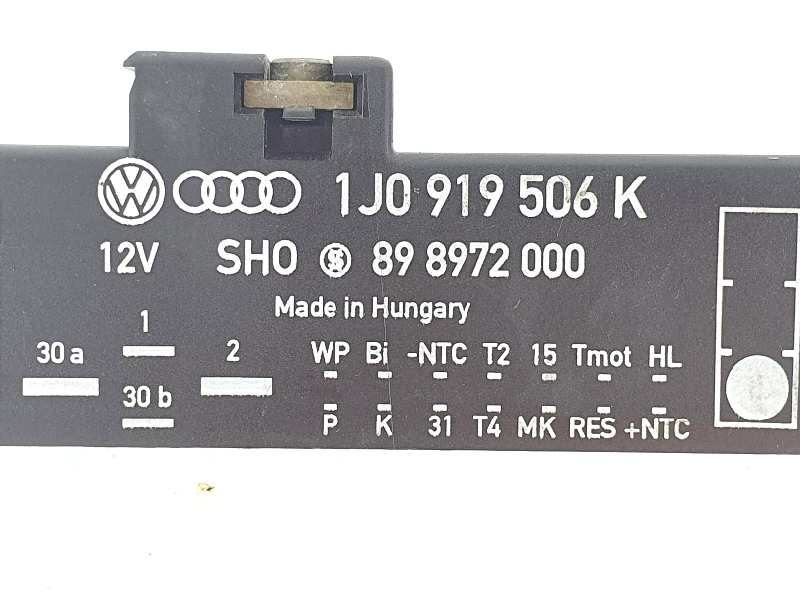 VW 1J0 919 506 K
12V SHO S 89 8972 000
Made in Hungary
1
30 a 2 WP Bi -NTC T2 15 Tmot HL
30 b
P K 31 T4 MK RES +NTC